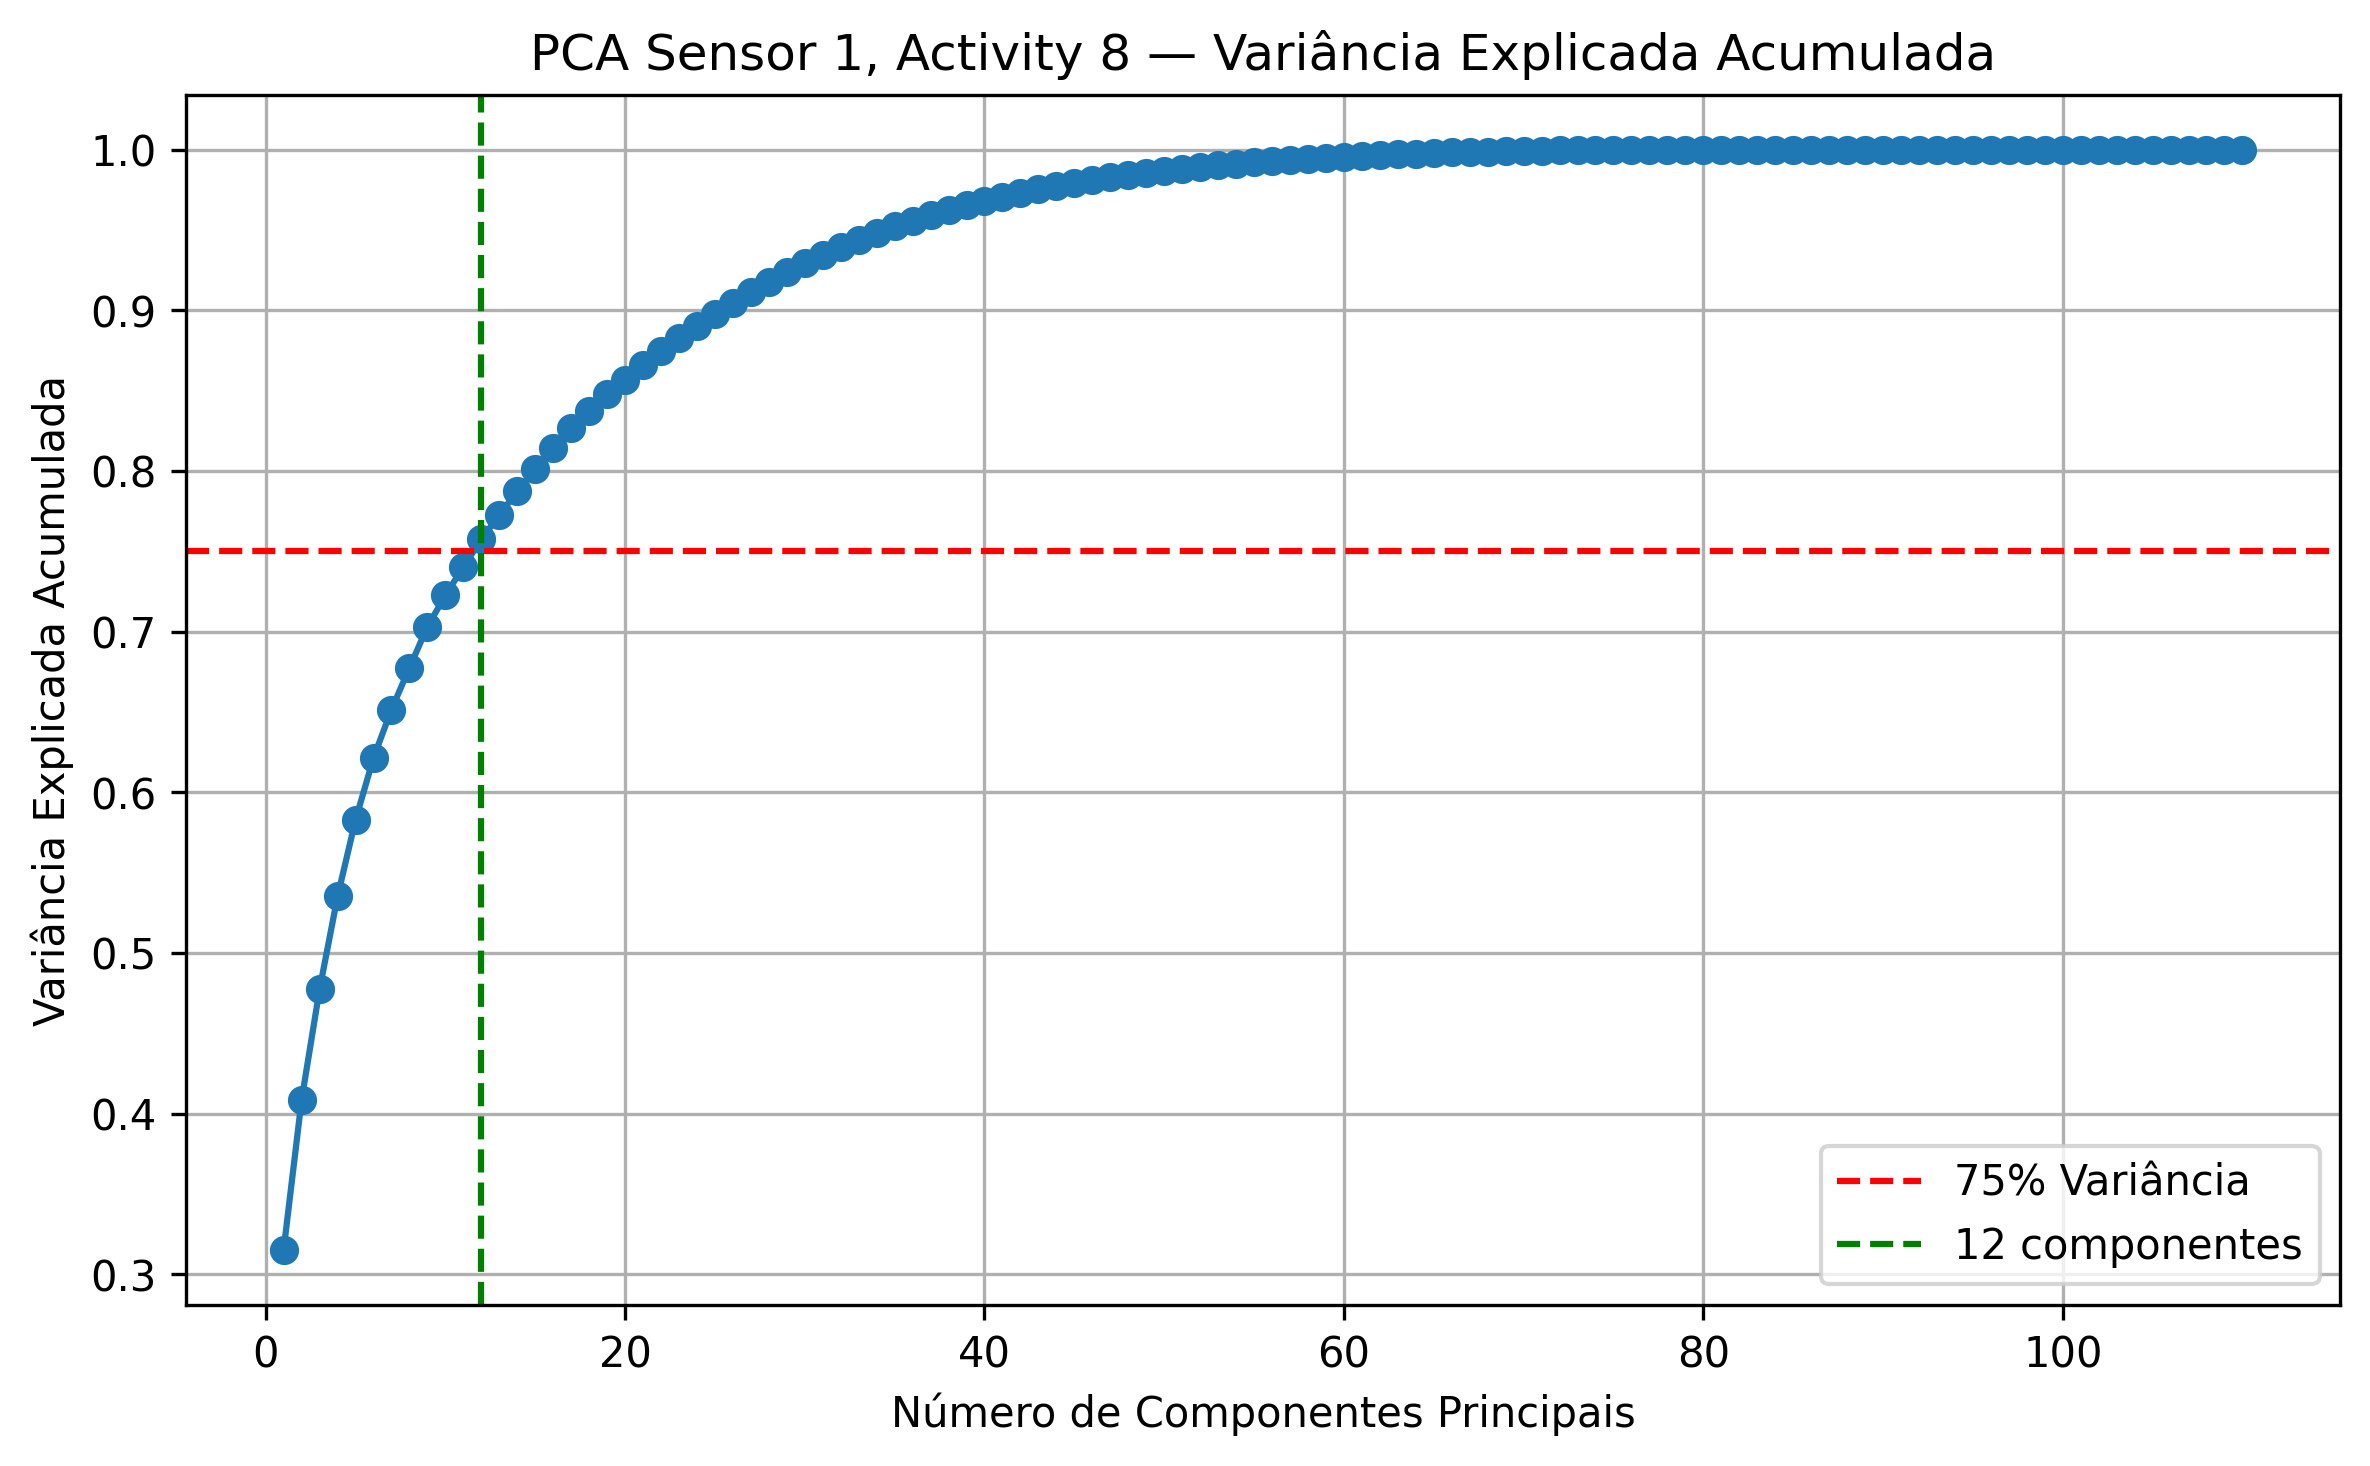 PCA Sensor 1, Activity 8 — Variância Explicada Acumulada
Variância Explicada Acumulada
1.0
0.9
0.8
0.7
0.6
0.5
0.4
0.3
75% Variância
12 componentes
0 20 40 60 80 100
Número de Componentes Principais